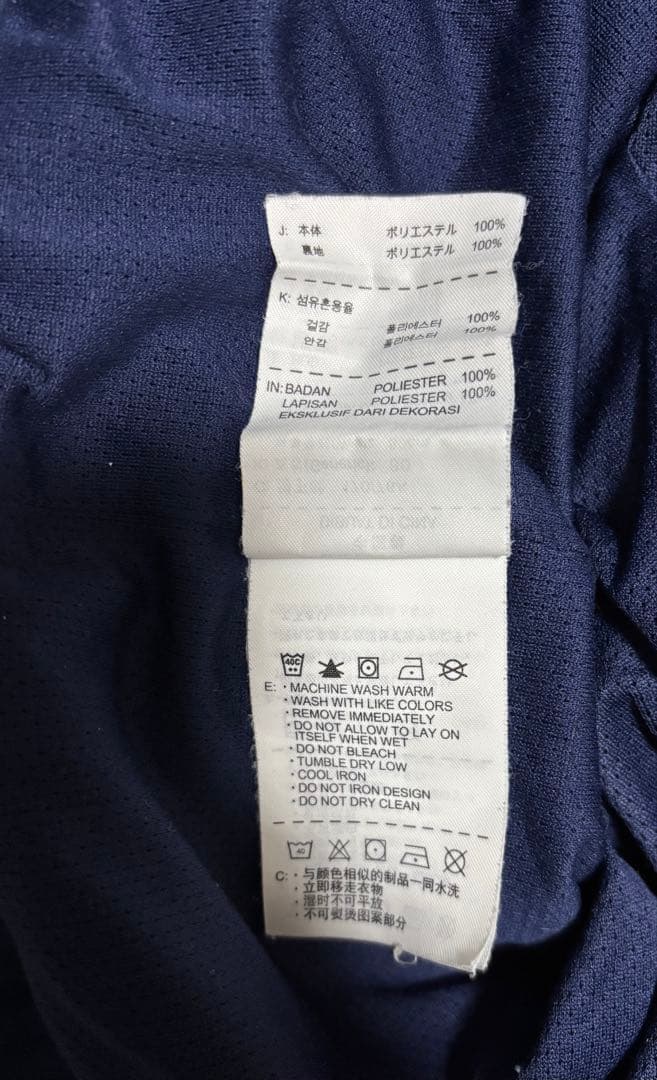 J: 本体 ポリエステル 100%
裏地 ポリエステル 100%
K: 섬유혼용율
겉감 폴리에스터 100%
안감 폴리에스터 100%
IN: BADAN POLIESTER 100%
LAPISAN POLIESTER 100%
EKSKLUSIF DARI DEKORASI
40C
E: • MACHINE WASH WARM
• WASH WITH LIKE COLORS
• REMOVE IMMEDIATELY
• DO NOT ALLOW TO LAY ON
ITSELF WHEN WET
• DO NOT BLEACH
• TUMBLE DRY LOW
• COOL IRON
• DO NOT IRON DESIGN
• DO NOT DRY CLEAN
40
C: • 与颜色相似的制品一同水洗
• 立即移走衣物
• 湿时不可平放
• 不可熨烫图案部分